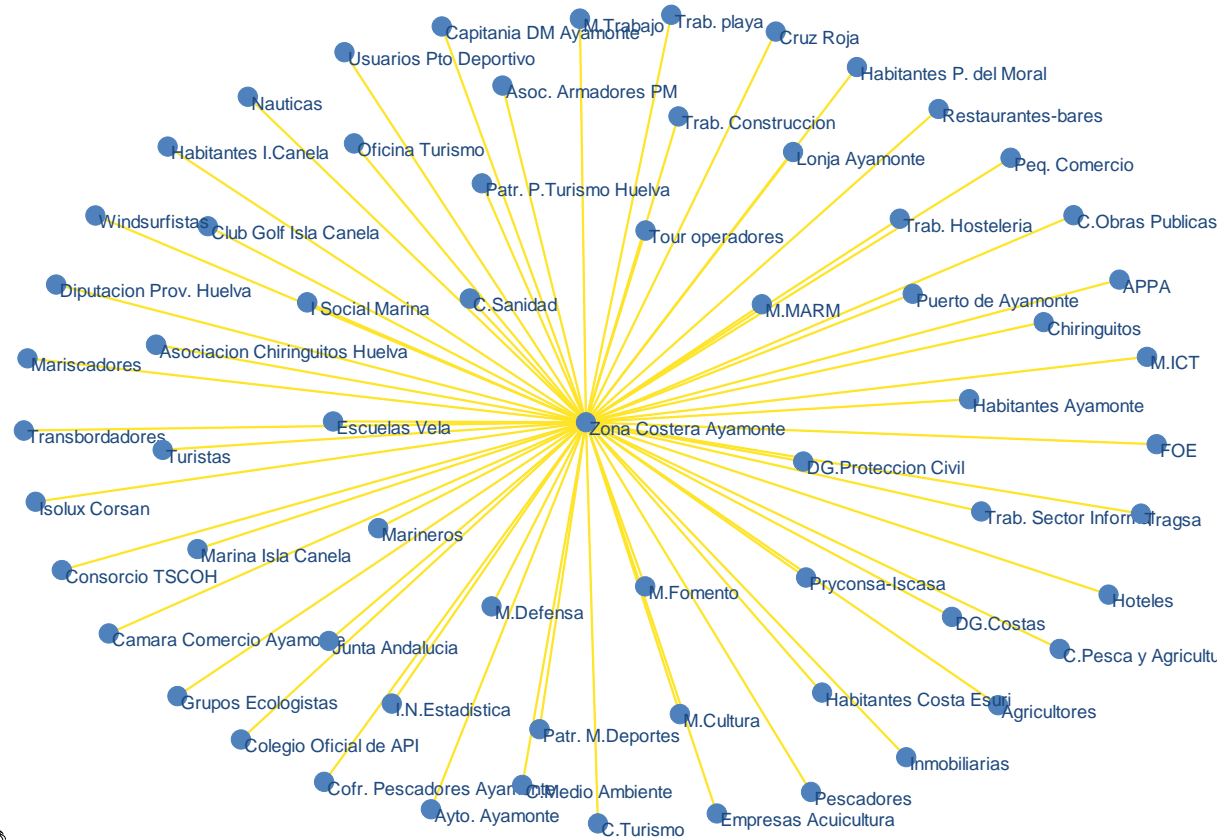 M.Trabajo
Trab. playa
Capitania DM Ayamonte
Cruz Roja
Usuarios Pto Deportivo
Habitantes P. del Moral
Asoc. Armadores PM
Nauticas
Restaurantes-bares
Trab. Construccion
Oficina Turismo
Habitantes I.Canela
Lonja Ayamonte
Peq. Comercio
Patr. P.Turismo Huelva
Windsurfistas
C.Obras Publicas
Trab. Hosteleria
Club Golf Isla Canela
Tour operadores
APPA
Diputacion Prov. Huelva
Puerto de Ayamonte
C.Sanidad
I Social Marina
M.MARM
Chiringuitos
Asociacion Chiringuitos Huelva
M.ICT
Mariscadores
Habitantes Ayamonte
Escuelas Vela
Zona Costera Ayamonte
Transbordadores
FOE
Turistas
DG.Proteccion Civil
Isolux Corsan
Trab. Sector Informal
Tragsa
Marineros
Marina Isla Canela
Consorcio TSCOH
Pryconsa-Iscasa
M.Fomento
Hoteles
M.Defensa
DG.Costas
Camara Comercio Ayamonte
Junta Andalucia
C.Pesca y Agricultu
Grupos Ecologistas
Habitantes Costa Esuri
I.N.Estadistica
Agricultores
M.Cultura
Patr. M.Deportes
Colegio Oficial de API
Inmobiliarias
Cofr. Pescadores Ayamonte
C.Medio Ambiente
Pescadores
Ayto. Ayamonte
Empresas Acuicultura
C.Turismo